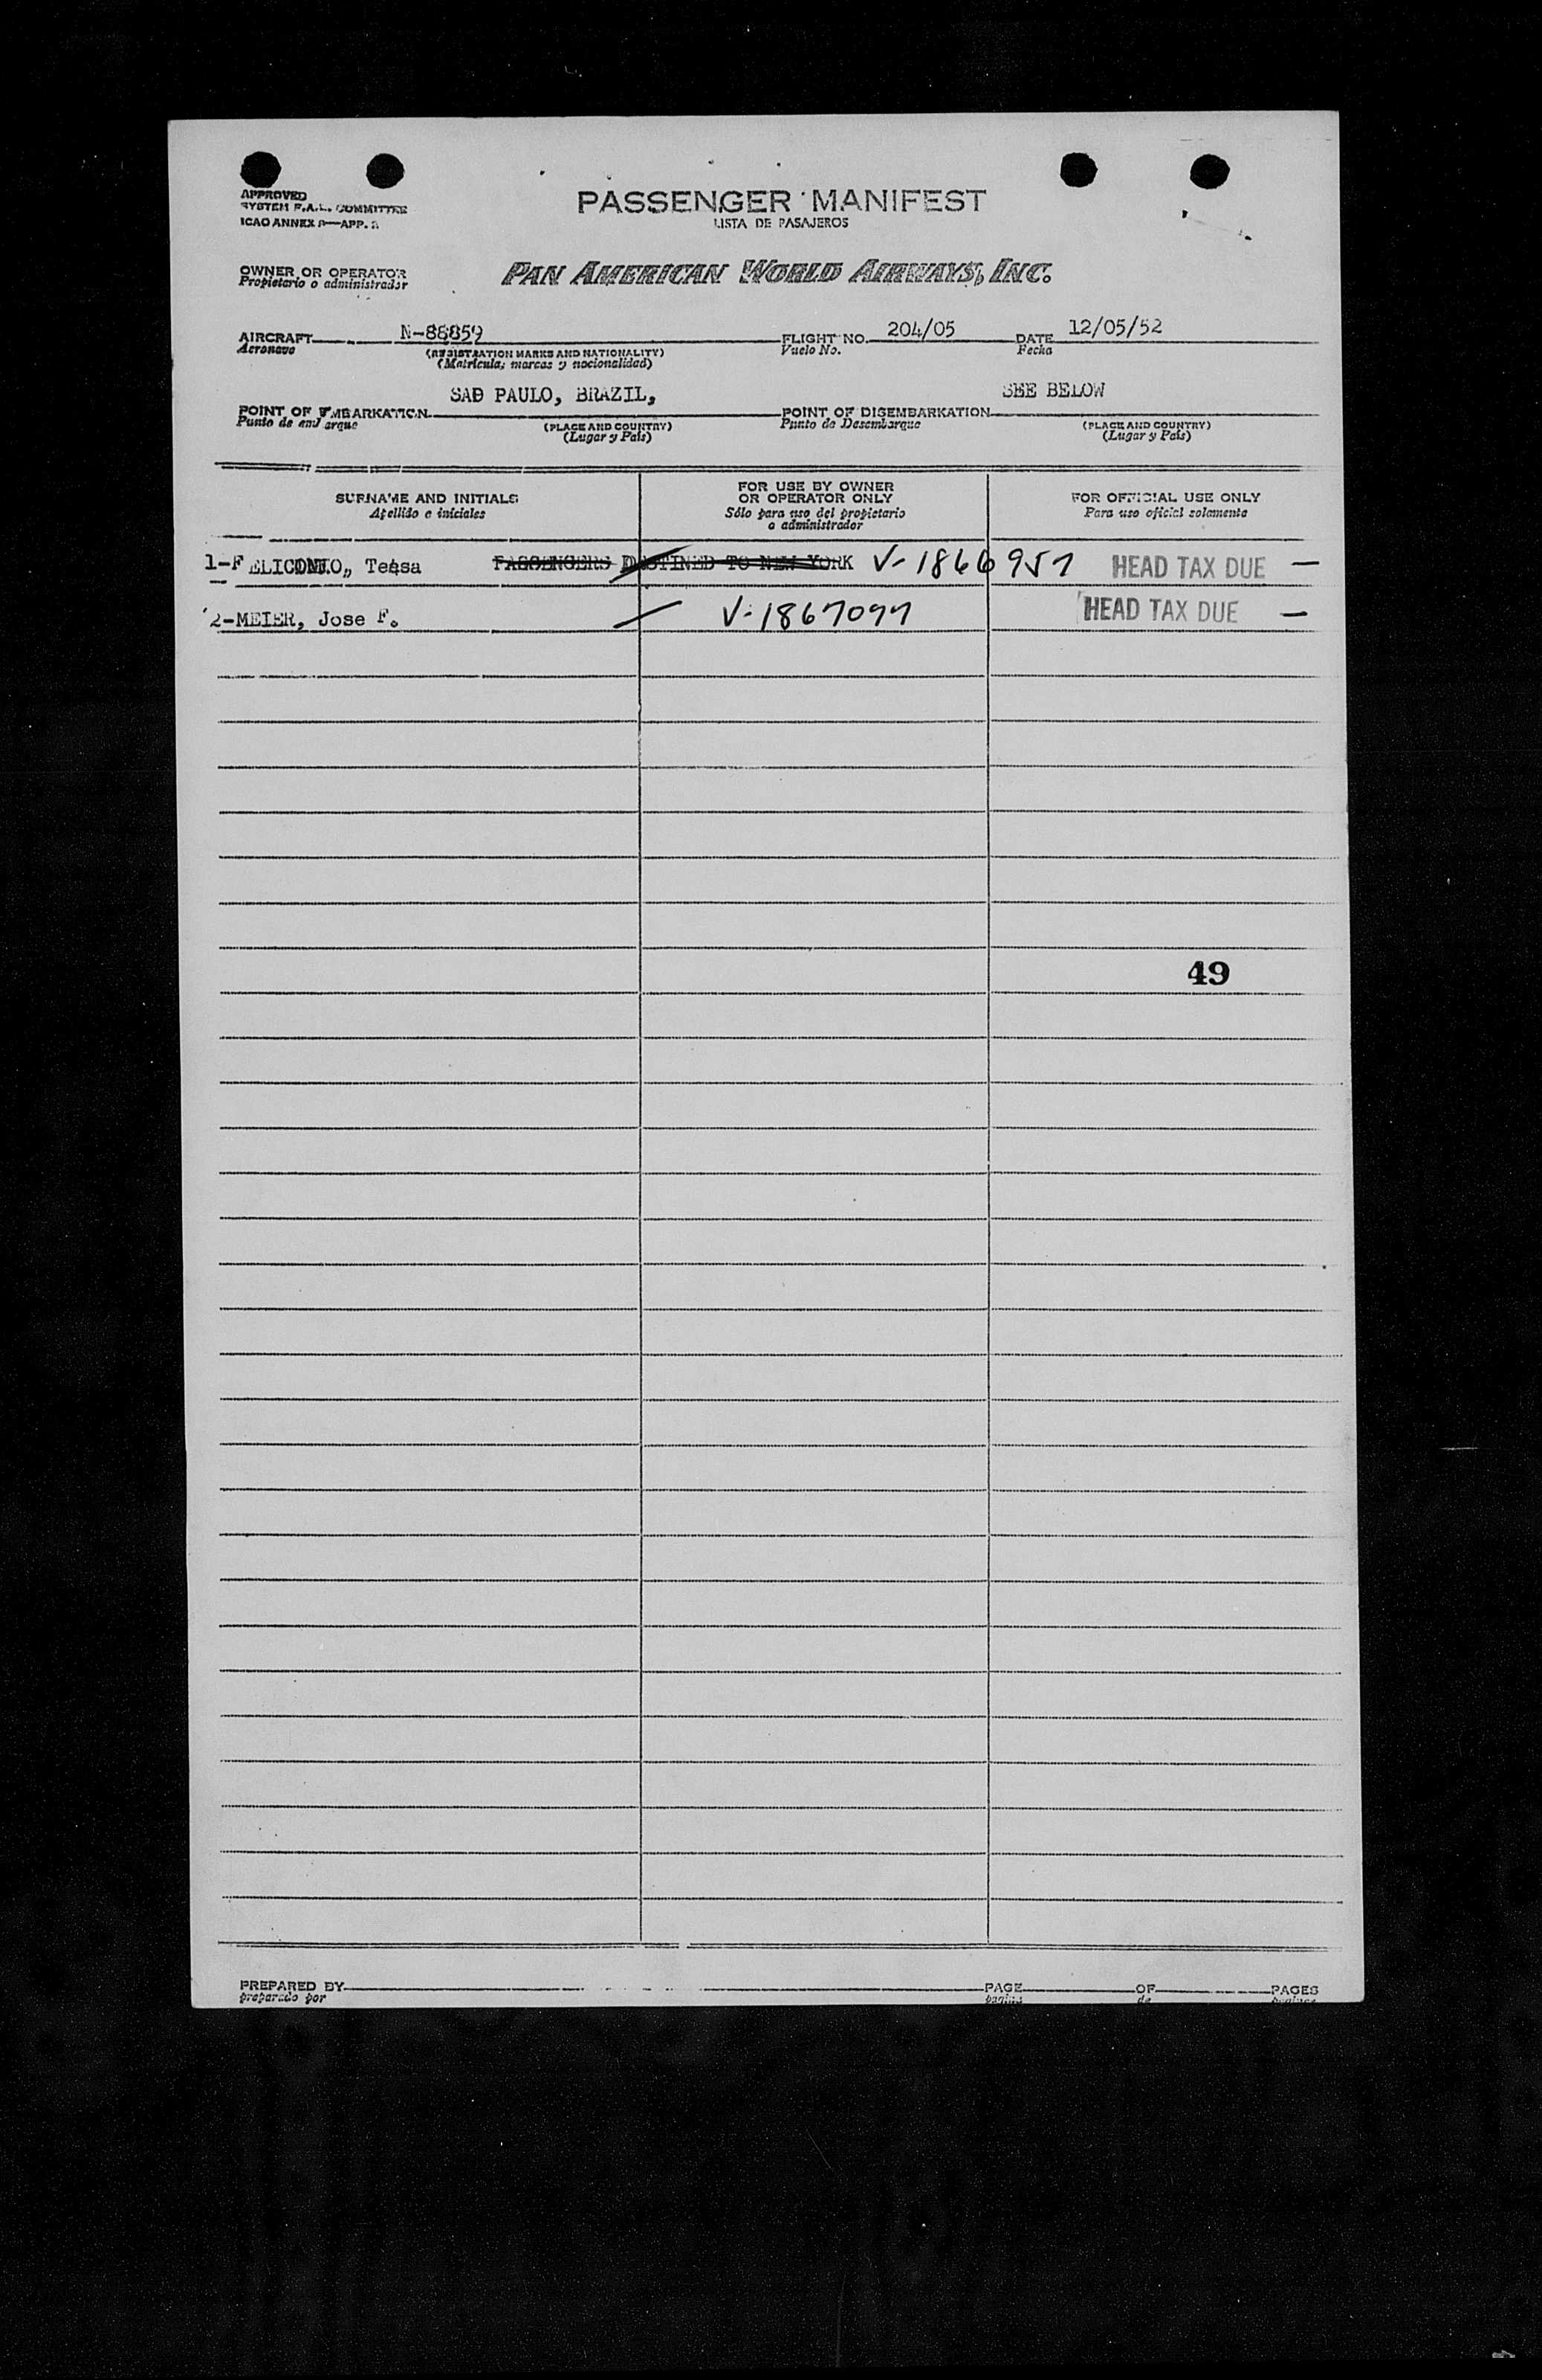 APPROVED
SYSTEM F.A.L. COMMITTEE
ICAO ANNEX 9—APP. 2
PASSENGER MANIFEST
LISTA DE PASAJEROS
OWNER OR OPERATOR
Propietario o administrador
PAN AMERICAN WORLD AIRWAYS, INC.
AIRCRAFT N-88859 FLIGHT NO. 204/05 DATE 12/05/52
Aeronave (REGISTRATION MARKS AND NATIONALITY) Vuelo No. Fecha
(Matrícula; marcas y nacionalidad)
SAO PAULO, BRAZIL, SEE BELOW
POINT OF EMBARKATION POINT OF DISEMBARKATION
Punto de embarque (PLACE AND COUNTRY) Punto de Desembarque (PLACE AND COUNTRY)
(Lugar y País) (Lugar y País)
SURNAME AND INITIALS
Apellido e iniciales
FOR USE BY OWNER
OR OPERATOR ONLY
Sólo para uso del propietario
o administrador
FOR OFFICIAL USE ONLY
Para uso oficial solamente
PASSENGERS DESTINED TO NEW YORK V-1866957 HEAD TAX DUE —
2-MEIER, Jose F. V-1867097 HEAD TAX DUE —
49
PREPARED BY PAGE OF PAGES
preparado por pagina de paginas